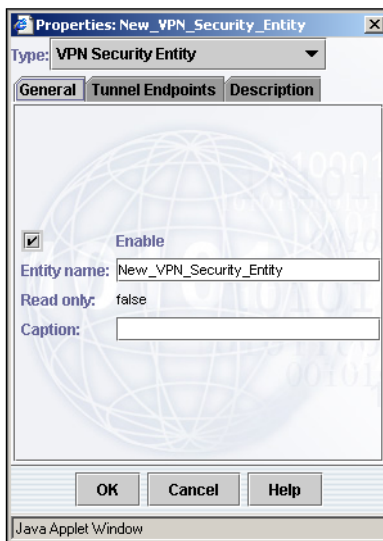 Properties: New_VPN_Security_Entity
Type: VPN Security Entity
General Tunnel Endpoints Description
Enable
Entity name: New_VPN_Security_Entity
Read only: false
Caption:
OK Cancel Help
Java Applet Window